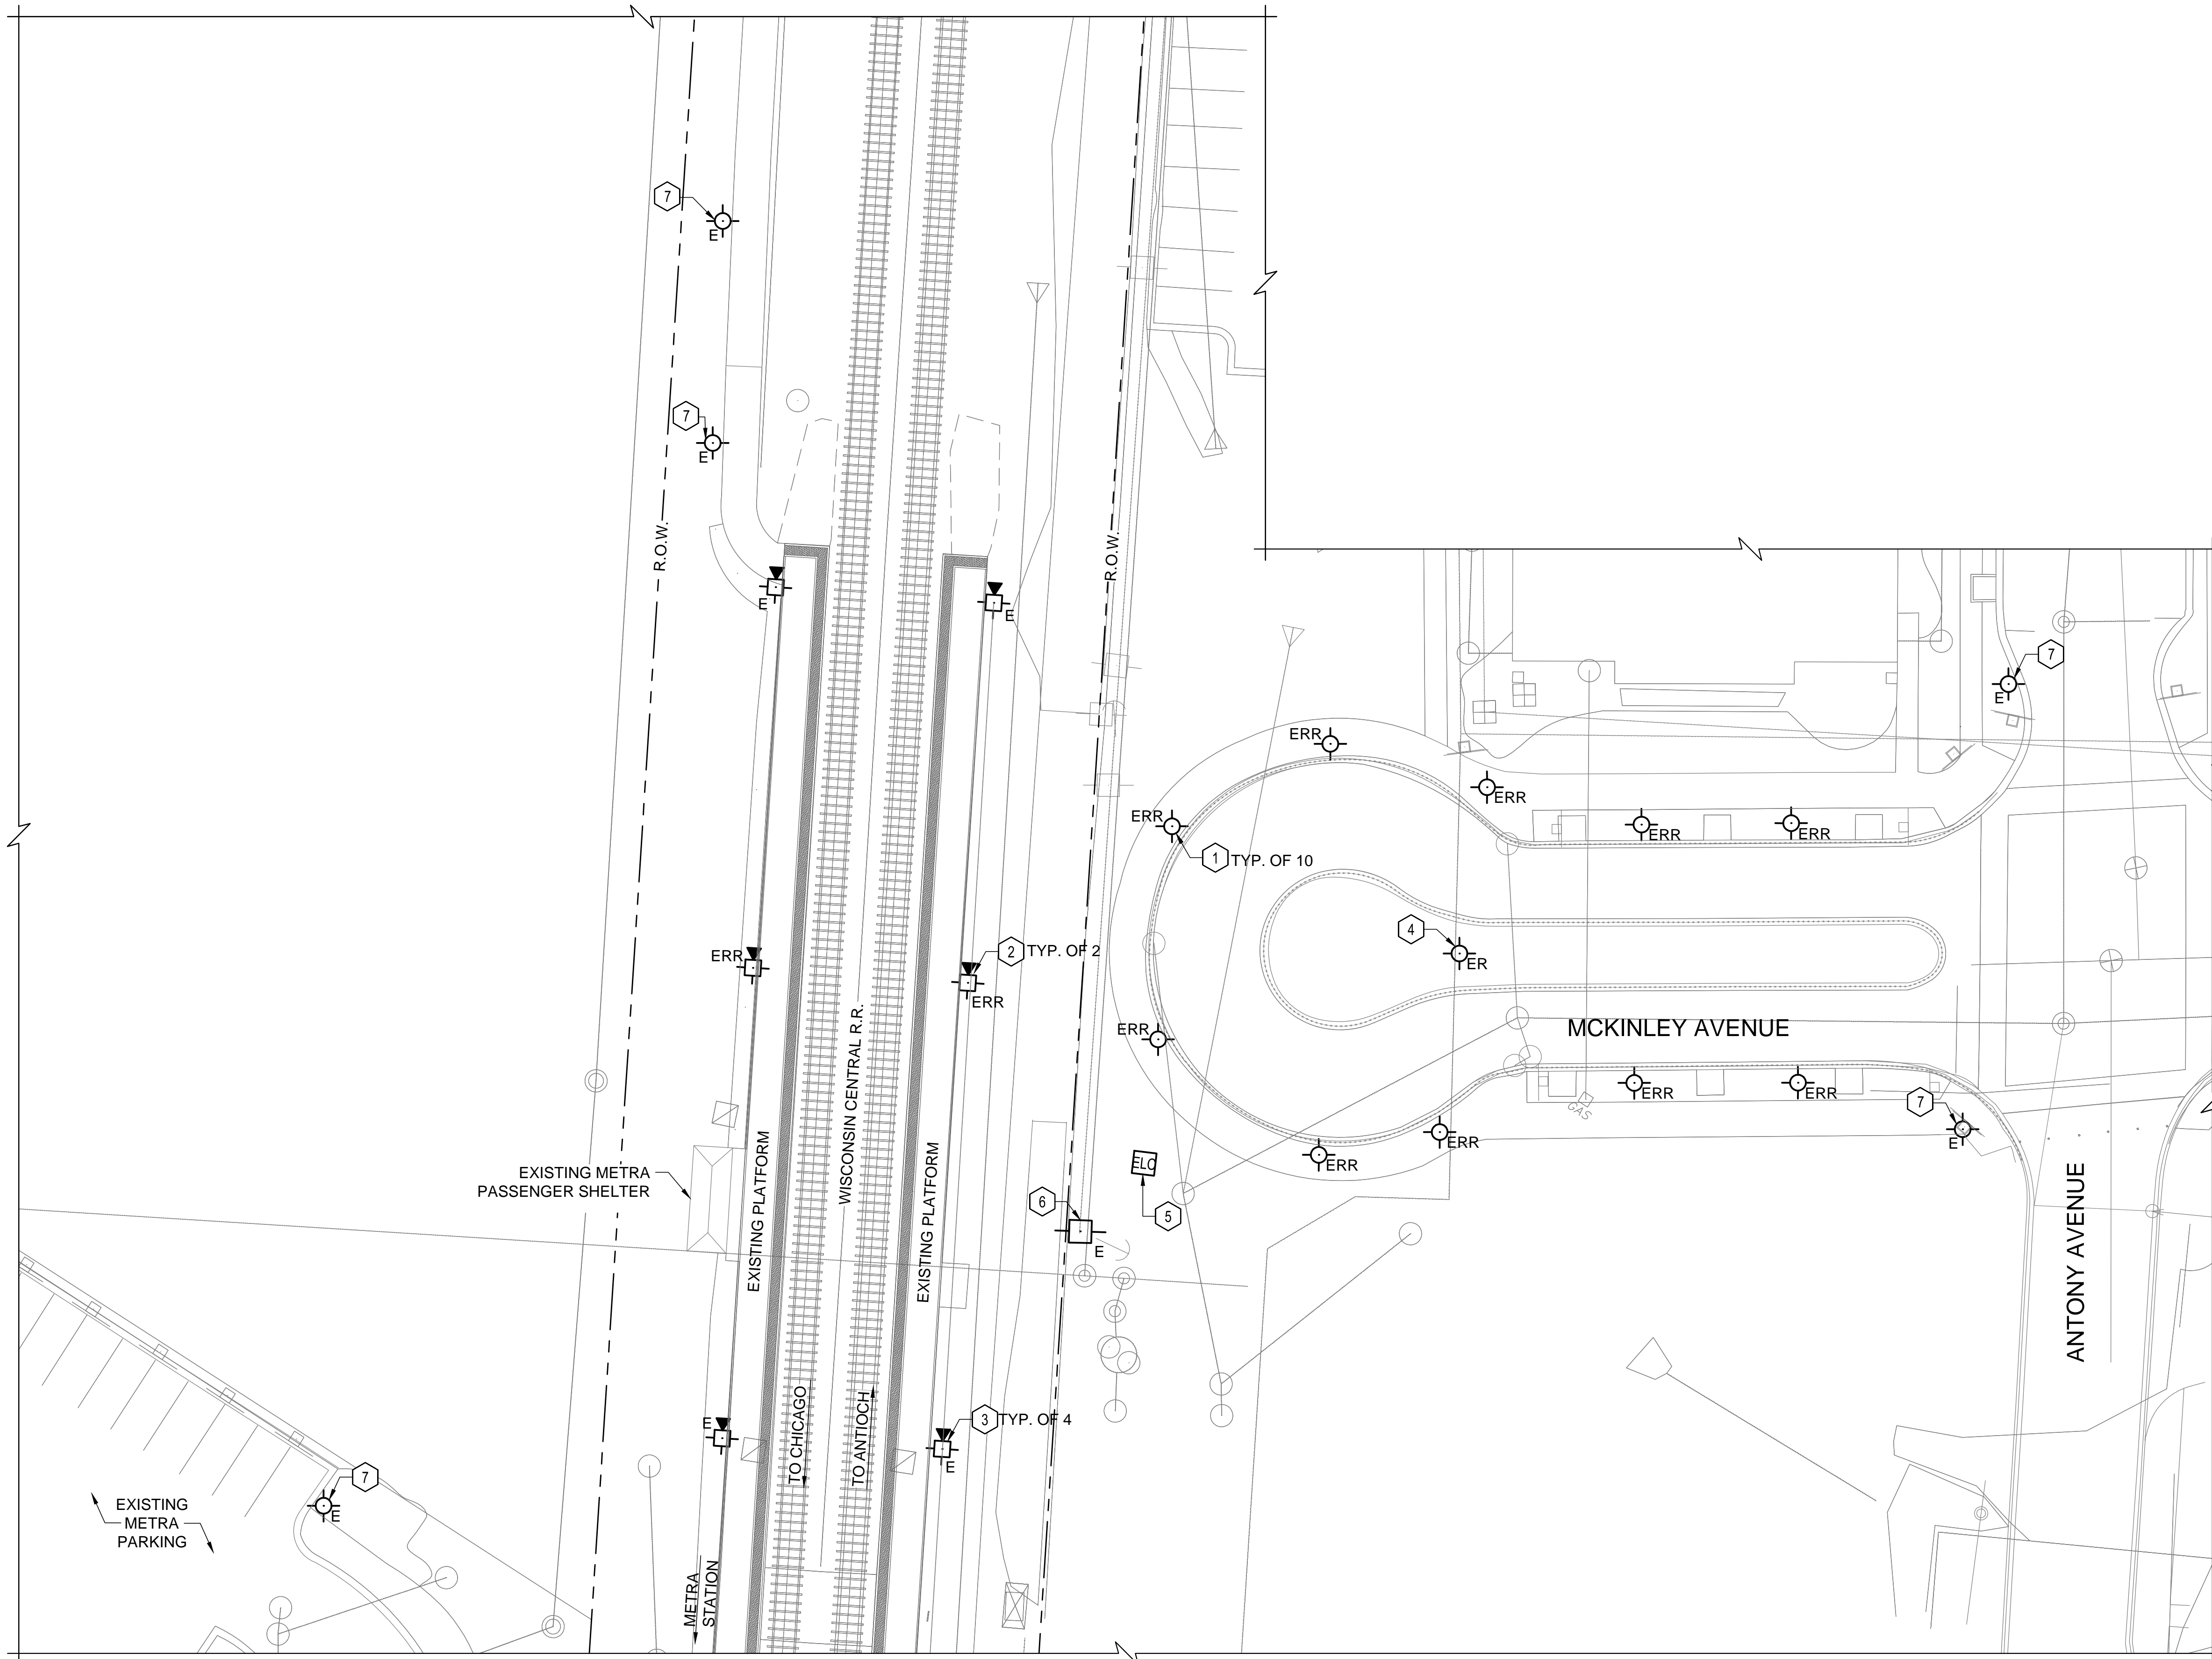 7
E
7
E
R.O.W.
R.O.W.
E
E
7
E
ERR
ERR
ERR
ERR
ERR
1 TYP. OF 10
4
ER
ERR
2 TYP. OF 2
ERR
ERR
MCKINLEY AVENUE
WISCONSIN CENTRAL R.R.
ERR
ERR
GAS
7
E
ERR
ERR
EXISTING METRA
PASSENGER SHELTER
EXISTING PLATFORM
EXISTING PLATFORM
ELC
5
6
E
ANTONY AVENUE
TO CHICAGO
TO ANTIOCH
E
3 TYP. OF 4
E
7
E
EXISTING
METRA
PARKING
METRA
STATION